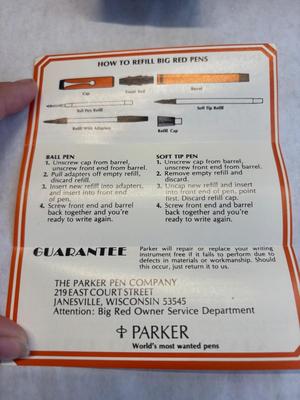 HOW TO REFILL BIG RED PENS
Cap
Front End
Barrel
Ball Pen Refill
Soft Tip Refill
Refill With Adapters
Refill Cap
BALL PEN
1. Unscrew cap from barrel,
unscrew front end from barrel.
2. Pull adapters off empty refill,
discard refill.
3. Insert new refill into adapters,
and insert into front end
of pen.
4. Screw front end and barrel
back together and you're
ready to write again.
SOFT TIP PEN
1. Unscrew cap from barrel,
unscrew front end from barrel.
2. Remove empty refill and
discard.
3. Uncap new refill and insert
into front end of pen, point
first. Discard refill cap.
4. Screw front end and barrel
back together and you're
ready to write again.
GUARANTEE
Parker will repair or replace your writing
instrument free if it fails to perform due to
defects in materials or workmanship. Should
this occur, just return it to us.
THE PARKER PEN COMPANY
219 EAST COURT STREET
JANESVILLE, WISCONSIN 53545
Attention: Big Red Owner Service Department
PARKER
World's most wanted pens